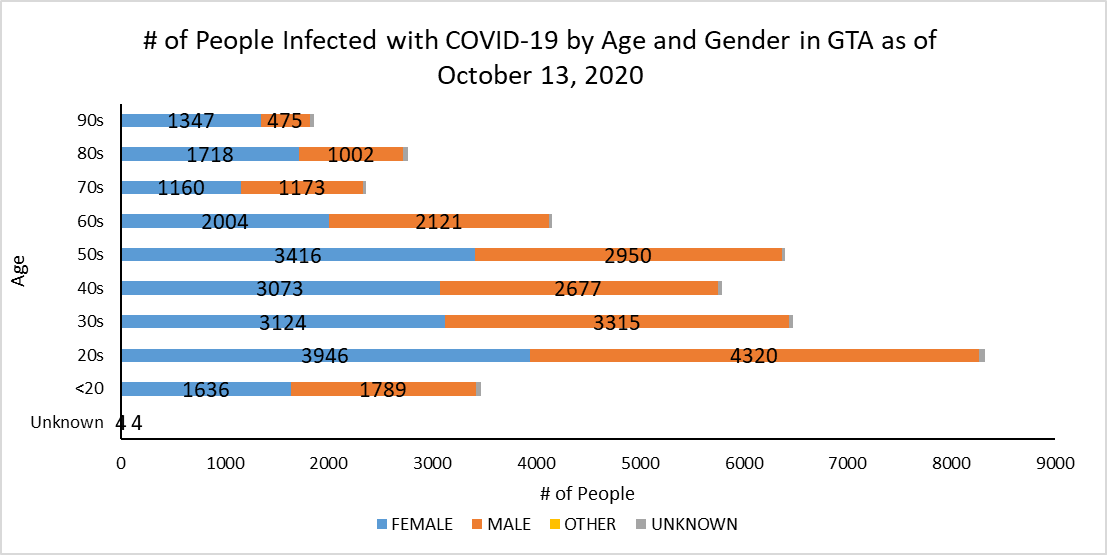 # of People Infected with COVID-19 by Age and Gender in GTA as of
October 13, 2020
90s 1347 475
80s 1718 1002
70s 1160 1173
60s 2004 2121
50s 3416 2950
40s 3073 2677
30s 3124 3315
20s 3946 4320
<20 1636 1789
Unknown 4 4
Age
0 1000 2000 3000 4000 5000 6000 7000 8000 9000
# of People
FEMALE MALE OTHER UNKNOWN